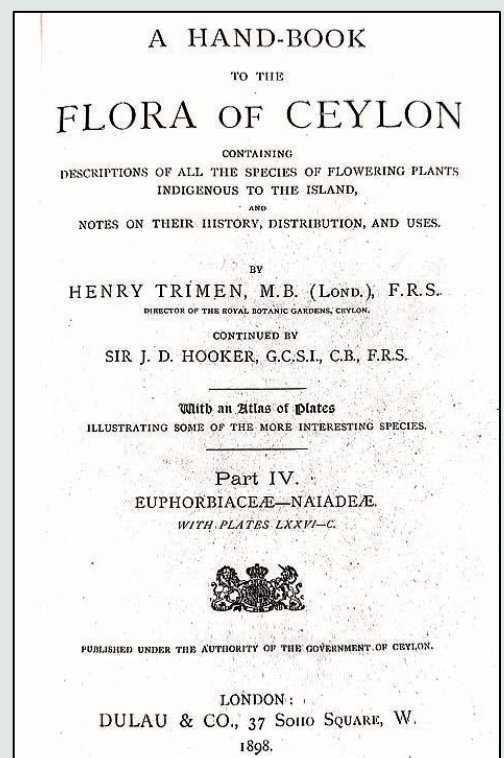 A HAND-BOOK
TO THE
FLORA OF CEYLON
CONTAINING
DESCRIPTIONS OF ALL THE SPECIES OF FLOWERING PLANTS
INDIGENOUS TO THE ISLAND,
AND
NOTES ON THEIR HISTORY, DISTRIBUTION, AND USES.
BY
HENRY TRIMEN, M.B. (LOND.), F.R.S.
DIRECTOR OF THE ROYAL BOTANIC GARDENS, CEYLON.
CONTINUED BY
SIR J. D. HOOKER, G.C.S.I., C.B., F.R.S.
With an Atlas of Plates
ILLUSTRATING SOME OF THE MORE INTERESTING SPECIES.
Part IV.
EUPHORBIACEÆ—NAIADEÆ.
WITH PLATES LXXVI—C.
PUBLISHED UNDER THE AUTHORITY OF THE GOVERNMENT OF CEYLON.
LONDON:
DULAU & CO., 37 SOHO SQUARE, W.
1898.